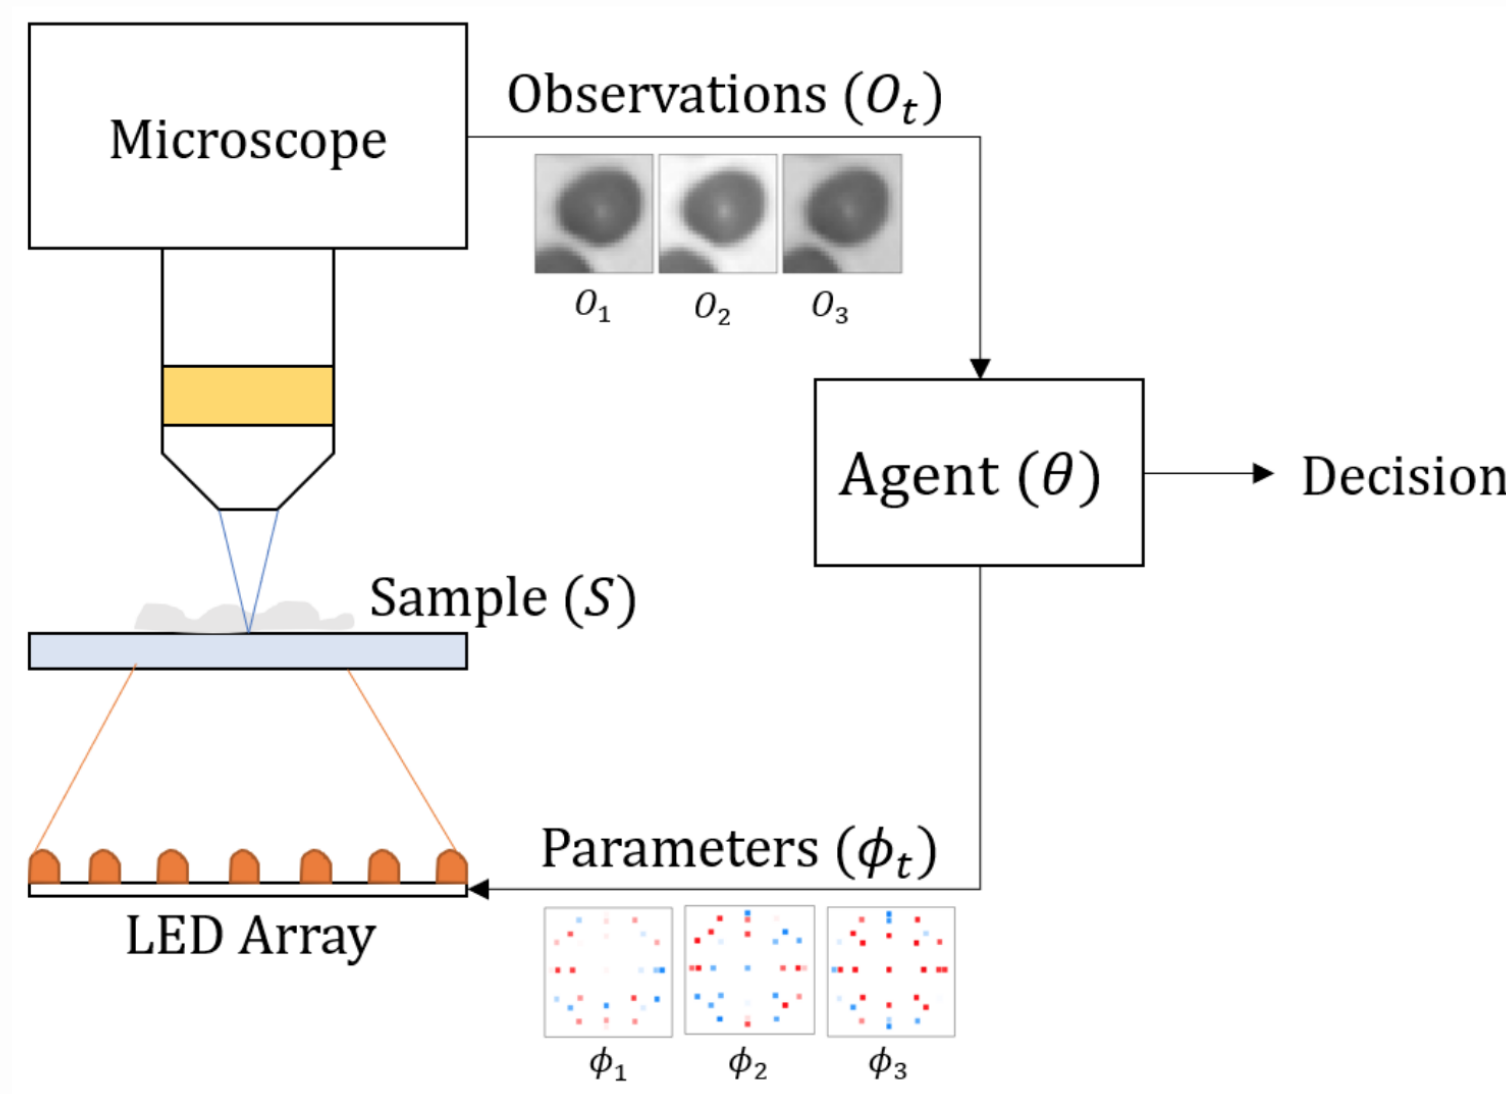 Microscope
Observations (O_t)
O_1
O_2
O_3
Agent (θ)
Decision
Sample (S)
Parameters (ϕ_t)
LED Array
ϕ_1
ϕ_2
ϕ_3